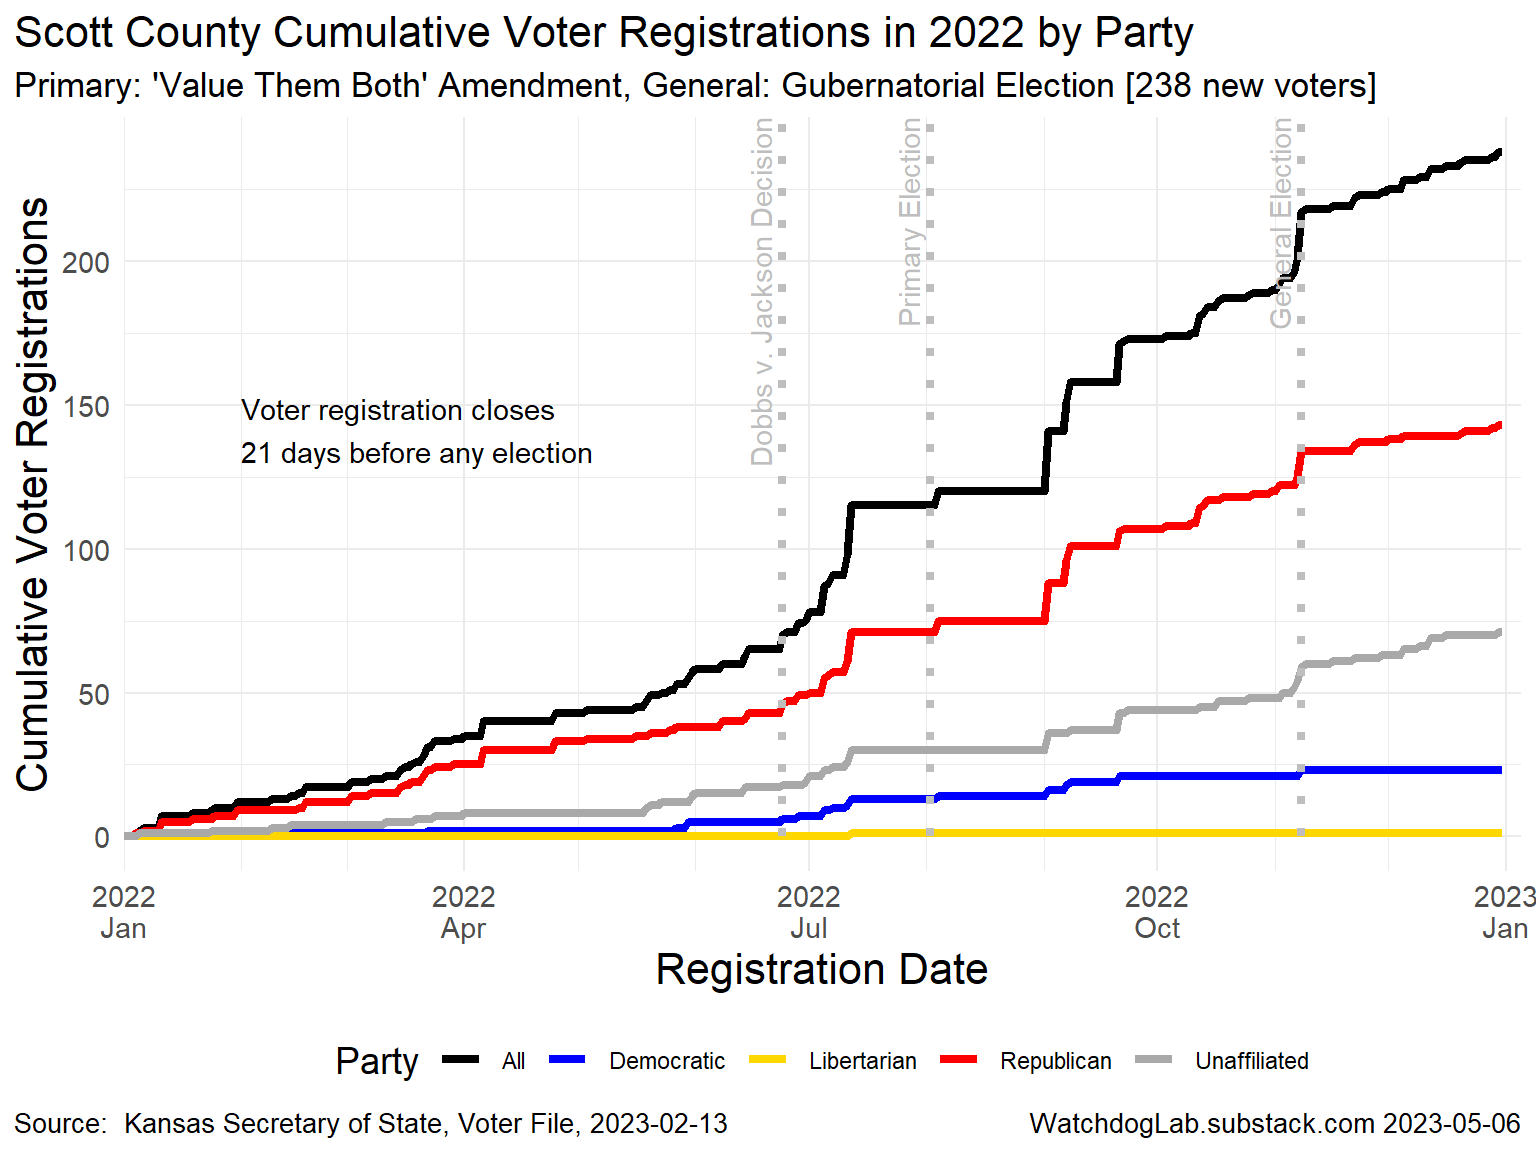 Scott County Cumulative Voter Registrations in 2022 by Party
Primary: 'Value Them Both' Amendment, General: Gubernatorial Election [238 new voters]
Cumulative Voter Registrations
200
150
100
50
0
Voter registration closes
21 days before any election
Dobbs v. Jackson Decision
Primary Election
General Election
2022
Jan
2022
Apr
2022
Jul
2022
Oct
2023
Jan
Registration Date
Party
All
Democratic
Libertarian
Republican
Unaffiliated
Source:  Kansas Secretary of State, Voter File, 2023-02-13
WatchdogLab.substack.com 2023-05-06